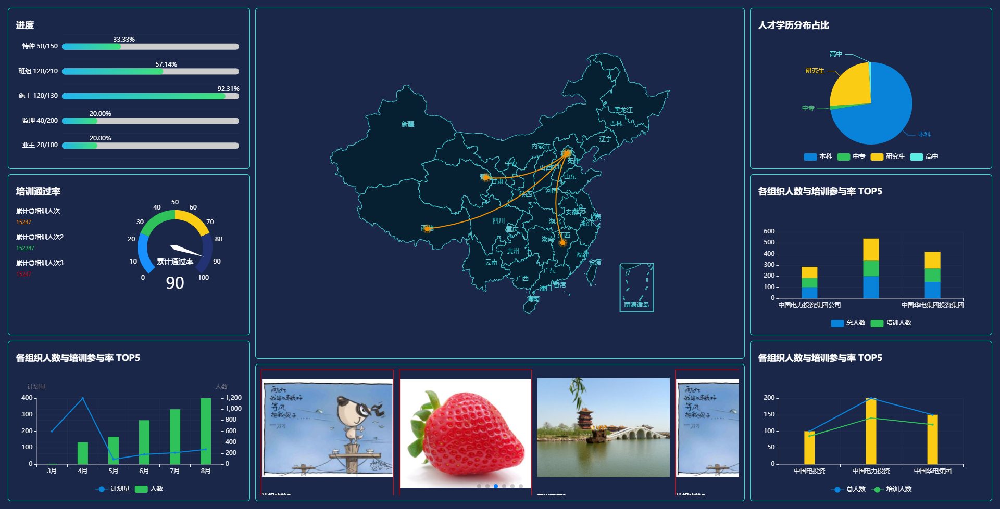 进度
33.33%
特种 50/150
57.14%
班组 120/210
92.31%
施工 120/130
20.00%
监理 40/200
20.00%
业主 20/100
培训通过率
累计总培训人次
15247
累计总培训人次2
152247
累计总培训人次3
15247
50
40
60
30
70
20
80
10
90
0
100
累计通过率
90
各组织人数与培训参与率 TOP5
计划量
人数
400
300
200
100
0
1,200
1,000
800
600
400
200
0
3月
4月
5月
6月
7月
8月
计划量
人数
黑龙江
吉林
辽宁
新疆
内蒙古
天津
宁夏
山西
河北
山东
青海
甘肃
河南
陕西
安徽
江苏
上海
四川
湖北
浙江
西藏
重庆
江西
湖南
贵州
福建
云南
台湾
广东
广西
香港
澳门
海南
南海诸岛
人才学历分布占比
高中
研究生
中专
本科
本科
中专
研究生
高中
各组织人数与培训参与率 TOP5
600
500
400
300
200
100
0
中国电力投资集团公司
中国华电集团投资集团
总人数
培训人数
各组织人数与培训参与率 TOP5
200
150
100
50
0
中国电投资
中国电力投资
中国华电集团
总人数
培训人数